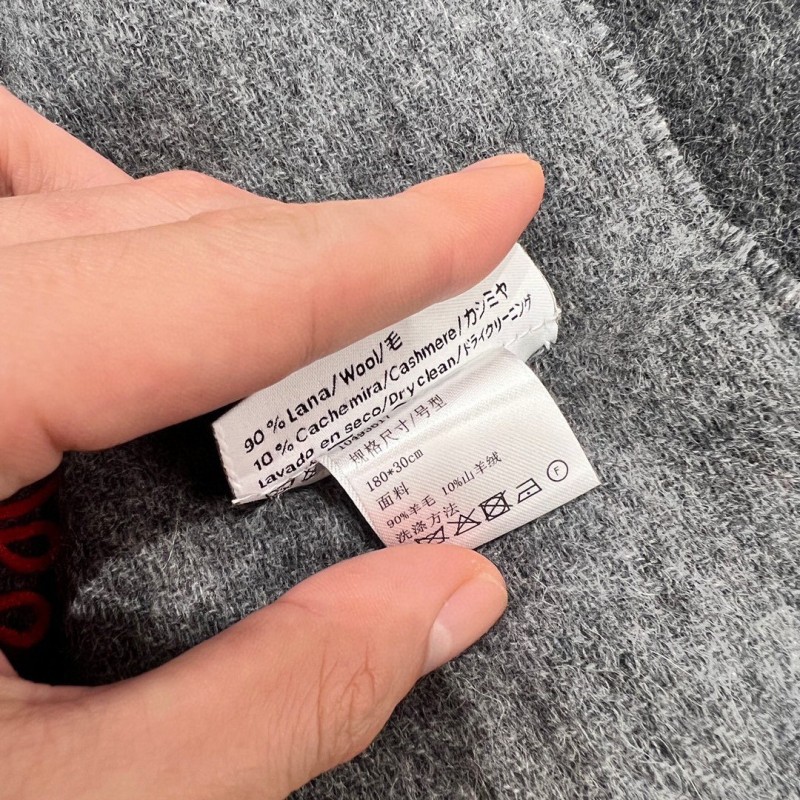 90% Lana/Wool/毛
10% Cachemira/Cashmere/カシミヤ
Lavado en seco/Dry clean/ドライクリーニング
规格尺寸/号型
180*30cm
面料
90%羊毛 10%山羊绒
洗涤方法
F